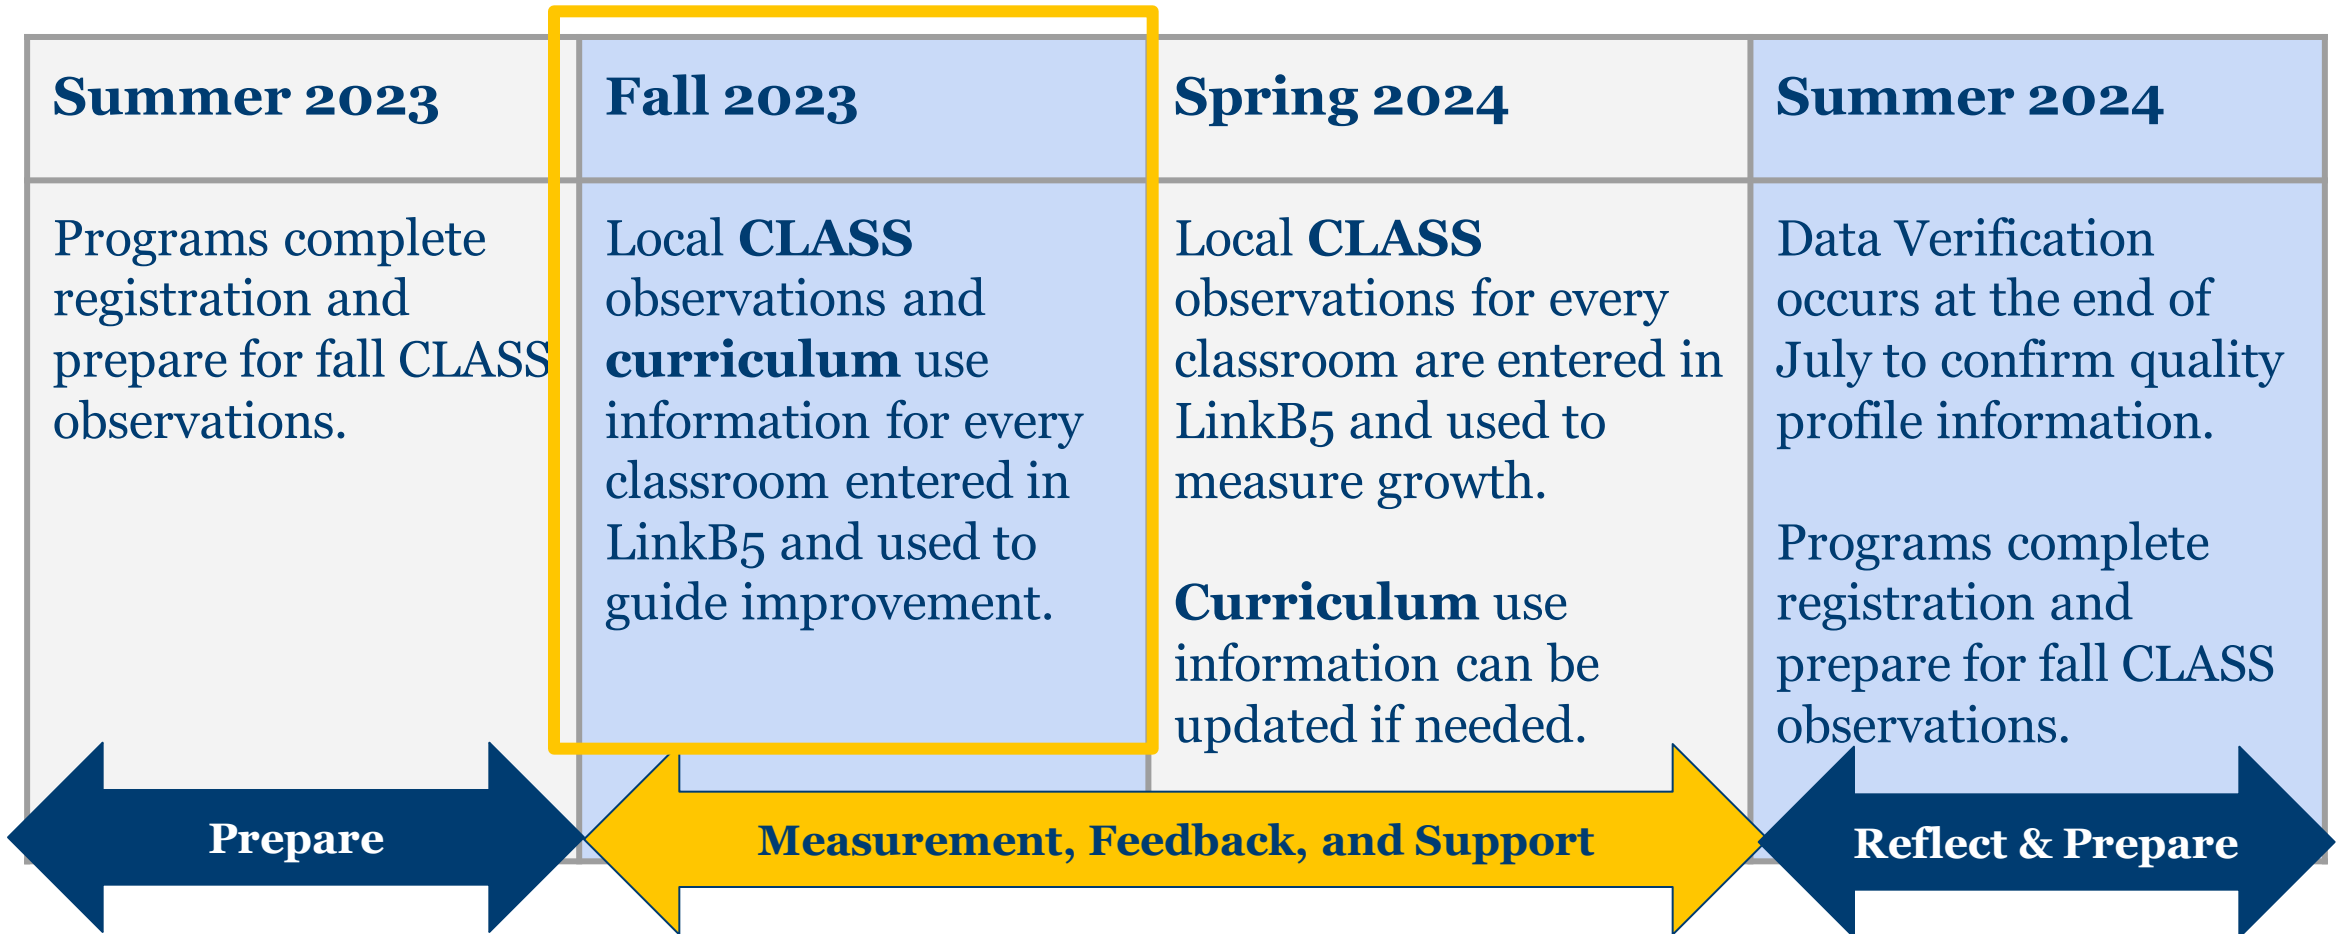 Summer 2023
Fall 2023
Spring 2024
Summer 2024
Programs complete
registration and
prepare for fall CLASS
observations.
Local CLASS
observations and
curriculum use
information for every
classroom entered in
LinkB5 and used to
guide improvement.
Local CLASS
observations for every
classroom are entered in
LinkB5 and used to
measure growth.
Curriculum use
information can be
updated if needed.
Data Verification
occurs at the end of
July to confirm quality
profile information.
Programs complete
registration and
prepare for fall CLASS
observations.
Prepare
Measurement, Feedback, and Support
Reflect & Prepare